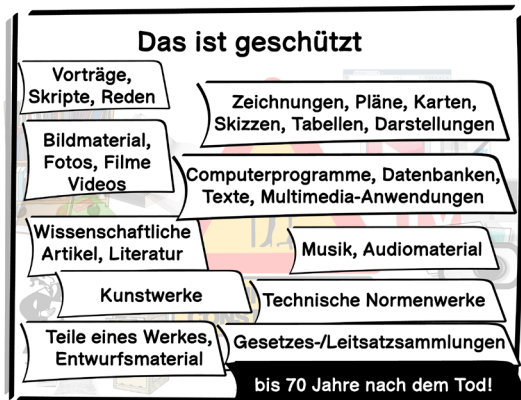 Das ist geschützt
Vorträge,
Skripte, Reden
Zeichnungen, Pläne, Karten,
Skizzen, Tabellen, Darstellungen
Bildmaterial,
Fotos, Filme
Videos
Computerprogramme, Datenbanken,
Texte, Multimedia-Anwendungen
Wissenschaftliche
Artikel, Literatur
Musik, Audiomaterial
Kunstwerke
Technische Normenwerke
Teile eines Werkes,
Entwurfsmaterial
Gesetzes-/Leitsatzsammlungen
bis 70 Jahre nach dem Tod!